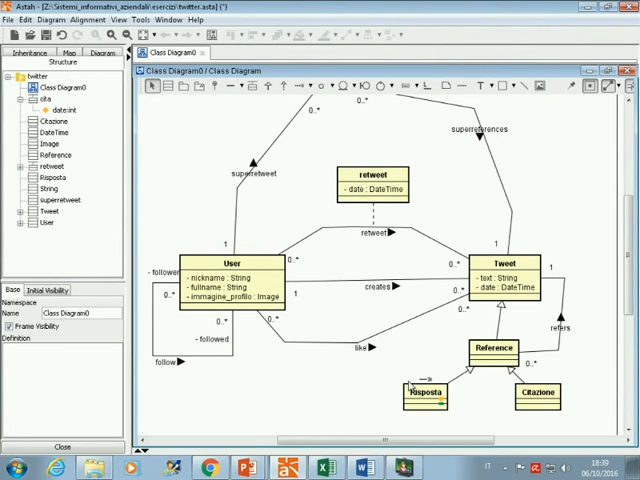 Astah - [Z:\Sistemi_informativi_aziendali\esercizi\twitter.asta] (*)
File Edit Diagram Alignment View Tools Window Help
Inheritance Map Diagram
Structure
twitter
Class Diagram0
cita
date:int
Citazione
DateTime
Image
Reference
retweet
Risposta
String
superretweet
Tweet
User
Base Initial Visibility
Namespace
Name Class Diagram0
Frame Visibility
Definition
Close
Class Diagram0
Class Diagram0 / Class Diagram
0..* 0..*
superreferences
superretweet
retweet
- date : DateTime
retweet
1 1
User
- nickname : String
- fullname : String
- immagine_profilo : Image
0..* 0..*
Tweet
- text : String
- date : DateTime
1
- followed
0..*
1 creates 0..*
0..* 0..* 0..*
- followed
like
follow
refers
Reference
0..*
Risposta
Citazione
IT
18:39
06/10/2016